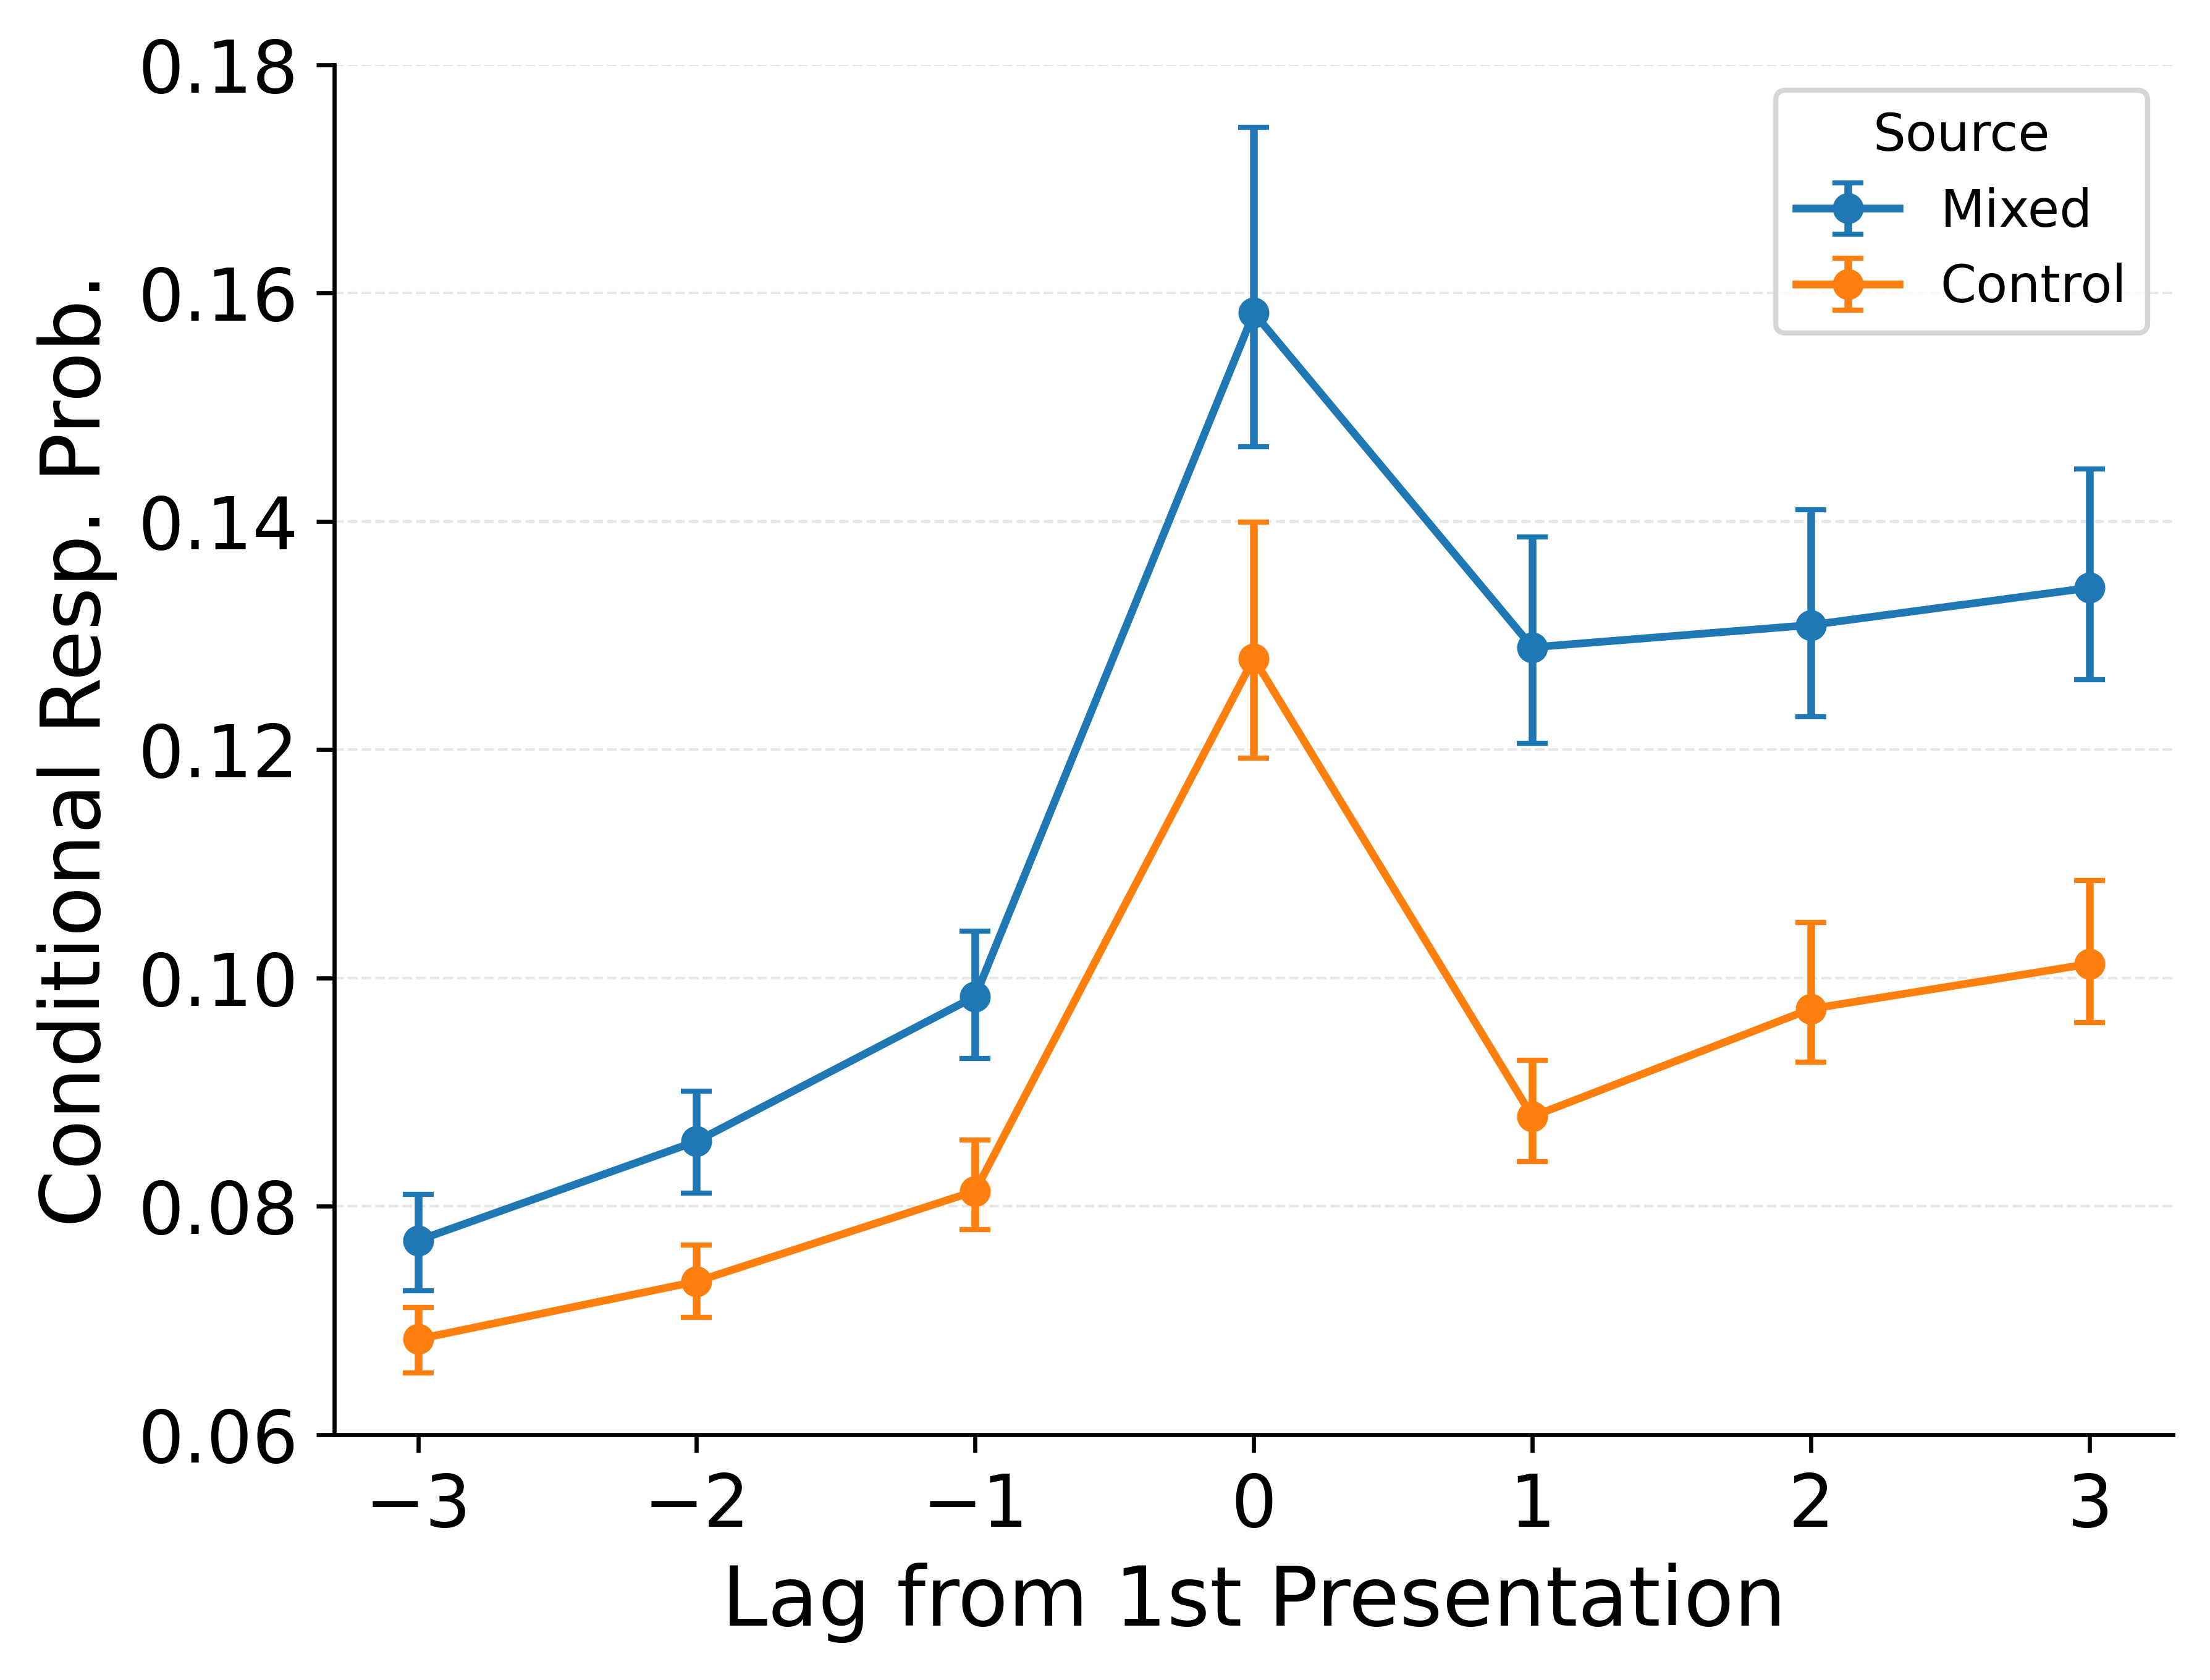 0.18
0.16
0.14
0.12
0.10
0.08
0.06
Conditional Resp. Prob.
Source
Mixed
Control
−3 −2 −1 0 1 2 3
Lag from 1st Presentation